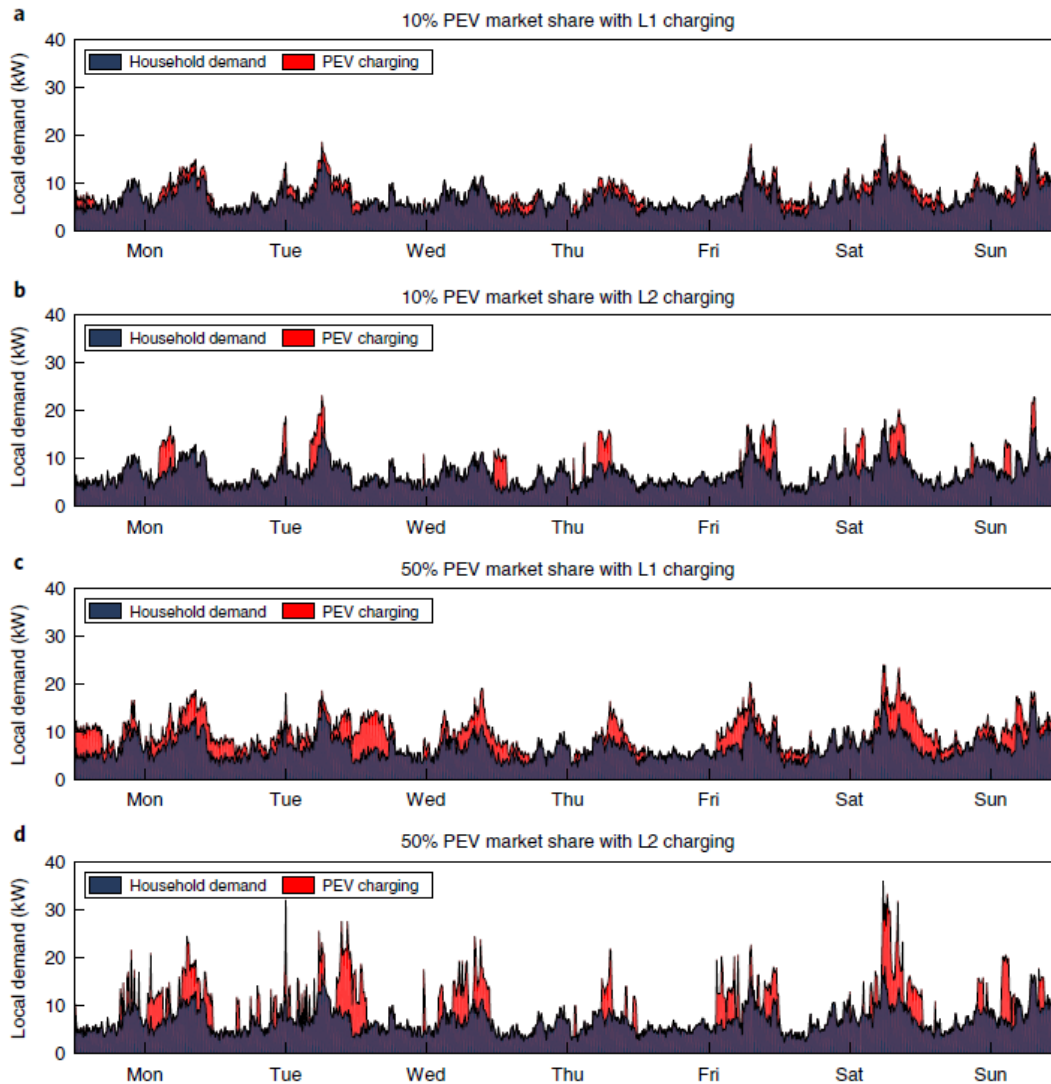 a
10% PEV market share with L1 charging
Local demand (kW)
40
30
20
10
0
Household demand PEV charging
Mon Tue Wed Thu Fri Sat Sun
b
10% PEV market share with L2 charging
Local demand (kW)
40
30
20
10
0
Household demand PEV charging
Mon Tue Wed Thu Fri Sat Sun
c
50% PEV market share with L1 charging
Local demand (kW)
40
30
20
10
0
Household demand PEV charging
Mon Tue Wed Thu Fri Sat Sun
d
50% PEV market share with L2 charging
Local demand (kW)
40
30
20
10
0
Household demand PEV charging
Mon Tue Wed Thu Fri Sat Sun